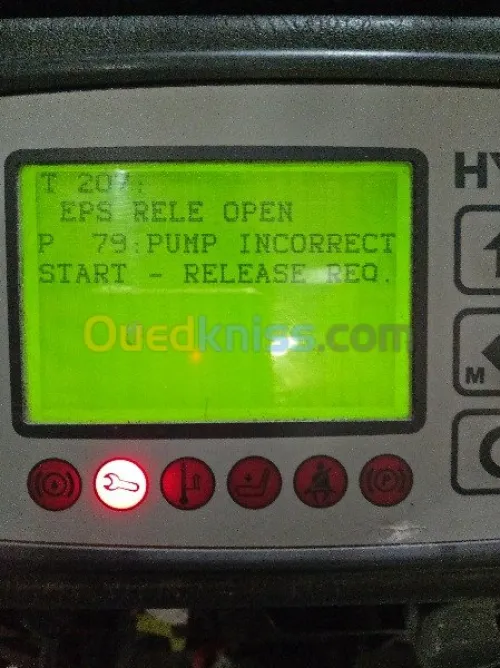 T 207:
EPS RELE OPEN
P 79:PUMP INCORRECT
START - RELEASE REQ.
Ouedkniss.com
HY
M
P